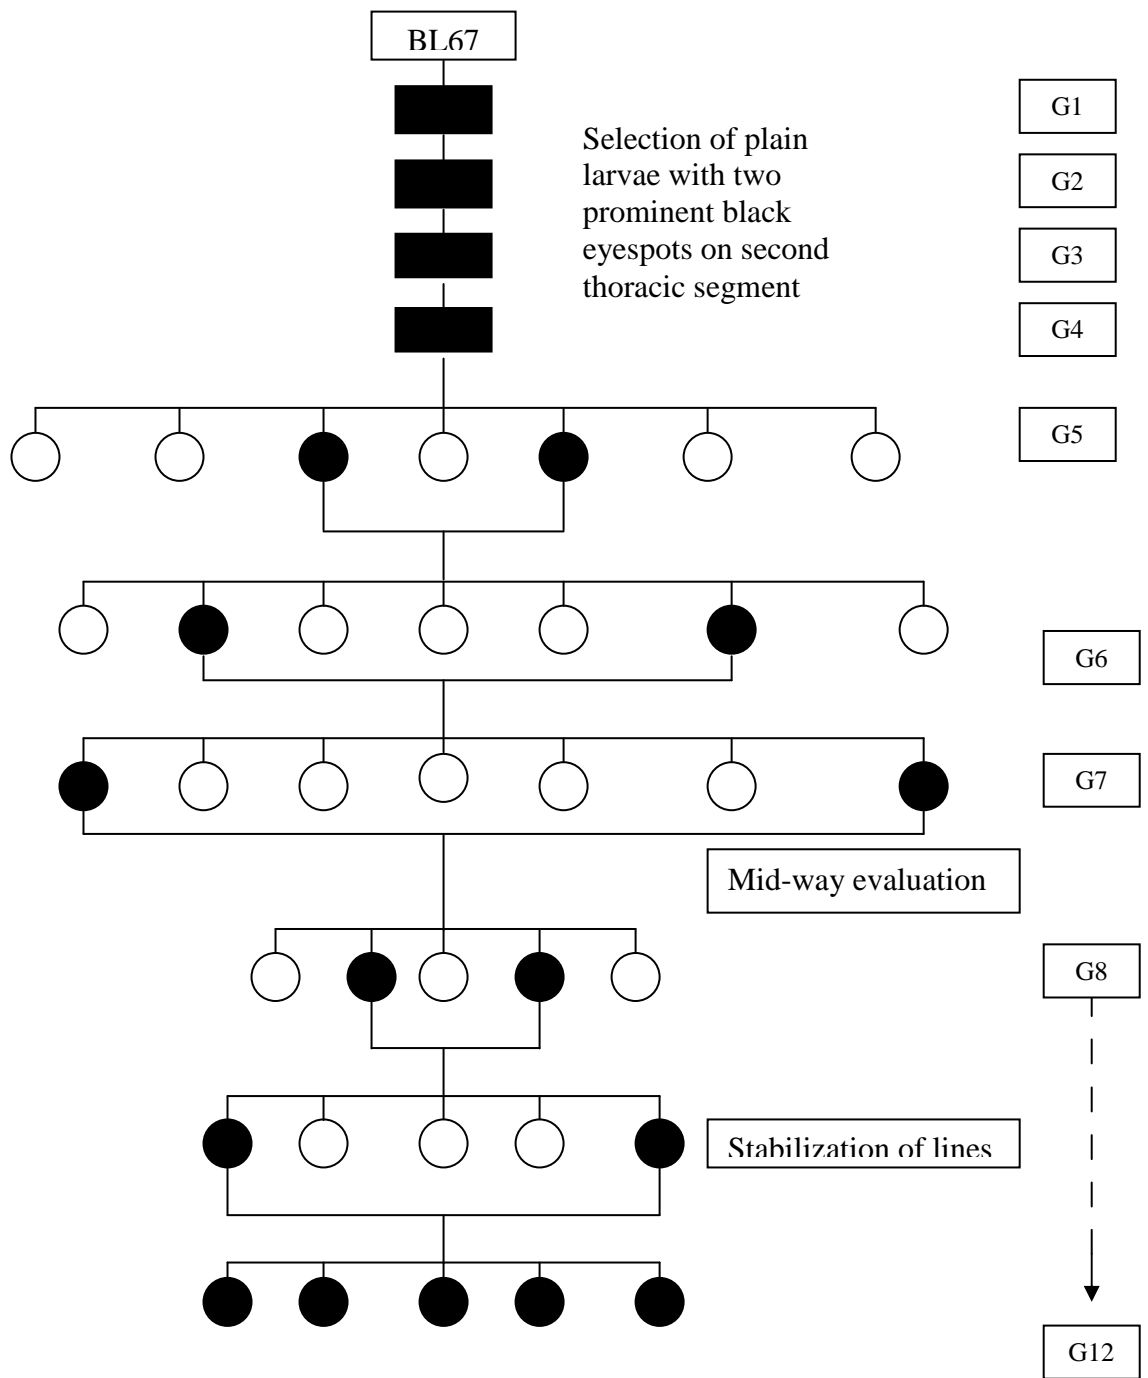 BL67
G1
Selection of plain
larvae with two
prominent black
eyespots on second
thoracic segment
G2
G3
G4
G5
G6
G7
Mid-way evaluation
G8
Stabilization of lines
G12